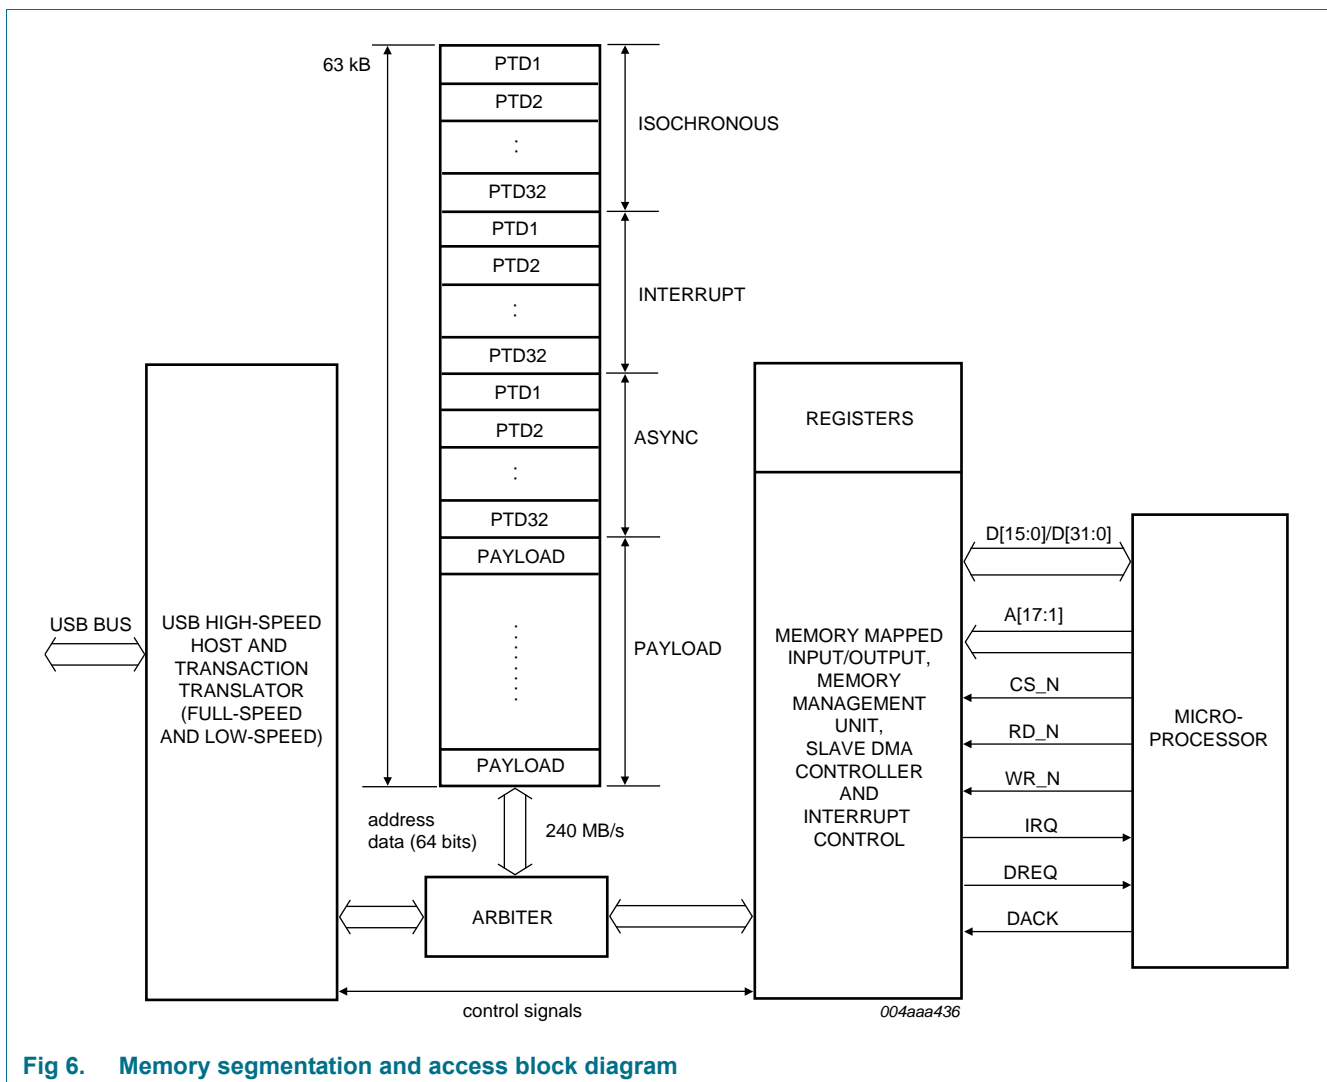 63 kB
PTD1
PTD2
:
PTD32
ISOCHRONOUS
PTD1
PTD2
:
PTD32
INTERRUPT
PTD1
PTD2
:
PTD32
ASYNC
PAYLOAD
PAYLOAD
PAYLOAD
address
data (64 bits)
240 MB/s
ARBITER
USB BUS
USB HIGH-SPEED
HOST AND
TRANSACTION
TRANSLATOR
(FULL-SPEED
AND LOW-SPEED)
control signals
REGISTERS
MEMORY MAPPED
INPUT/OUTPUT,
MEMORY
MANAGEMENT
UNIT,
SLAVE DMA
CONTROLLER
AND
INTERRUPT
CONTROL
D[15:0]/D[31:0]
A[17:1]
CS_N
RD_N
WR_N
IRQ
DREQ
DACK
MICRO-
PROCESSOR
004aaa436
Fig 6. Memory segmentation and access block diagram